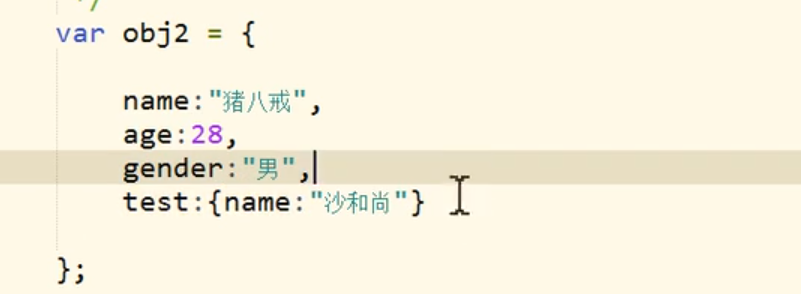 */
var obj2 = {
name:"猪八戒",
age:28,
gender:"男",
test:{name:"沙和尚"}
};